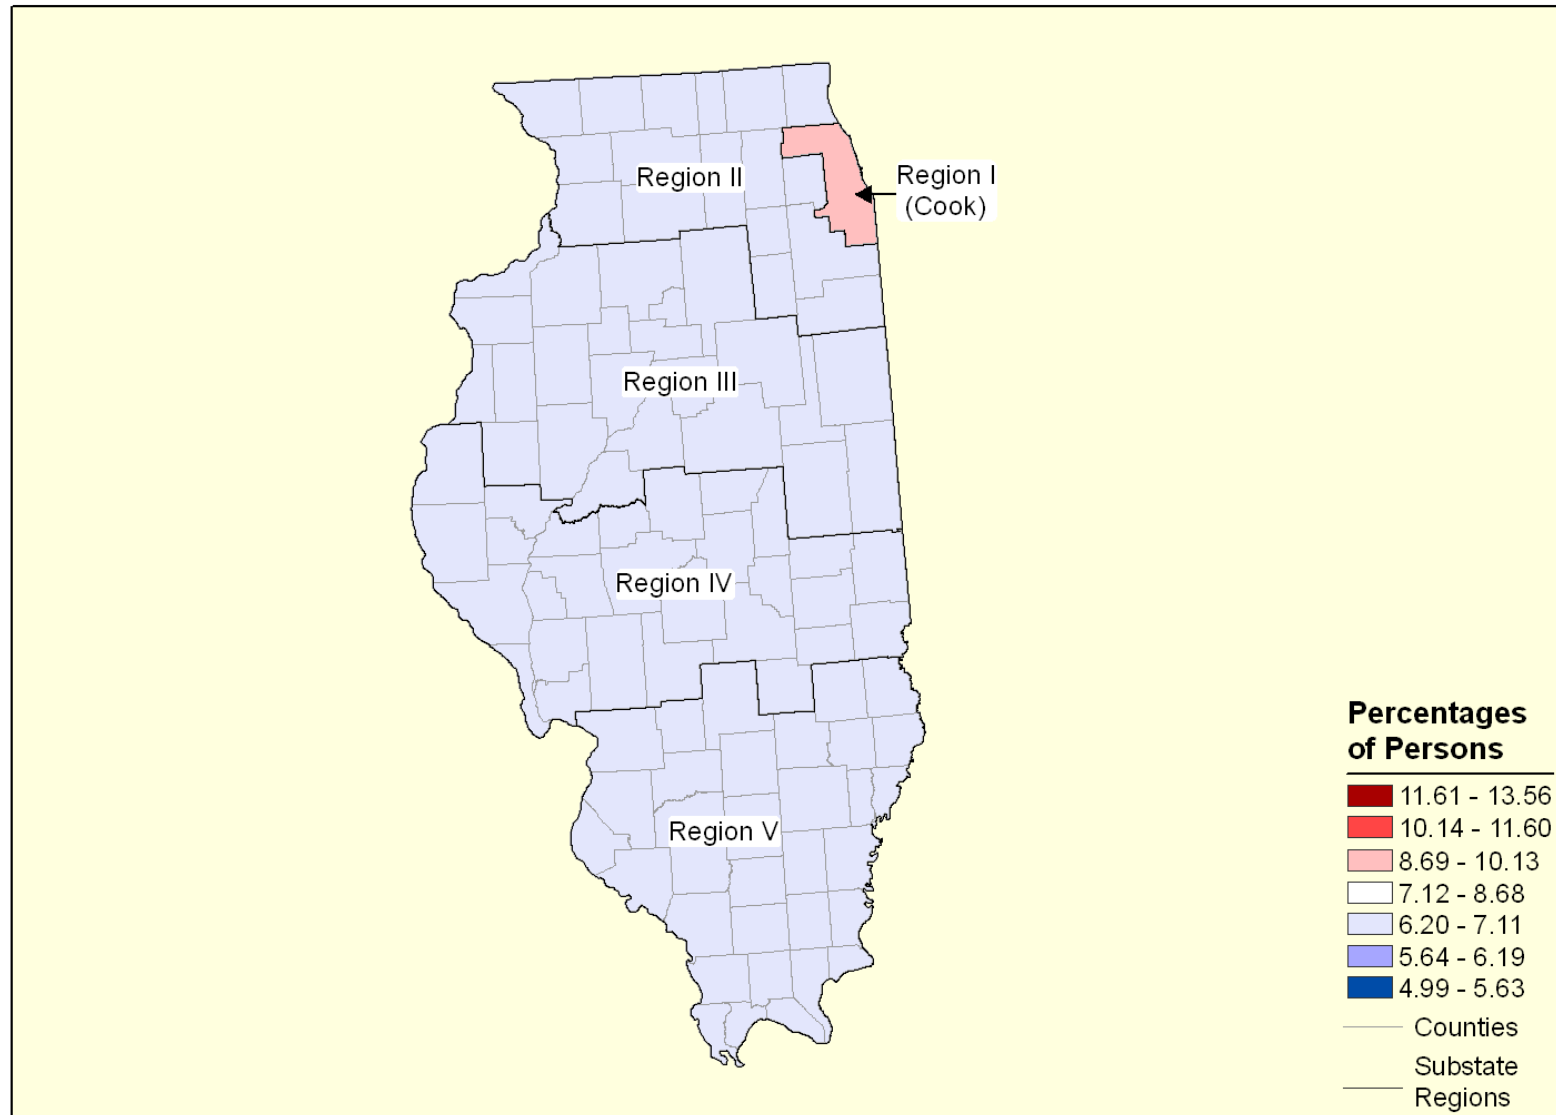 Region II
Region I
(Cook)
Region III
Region IV
Region V
Percentages
of Persons
11.61 - 13.56
10.14 - 11.60
8.69 - 10.13
7.12 - 8.68
6.20 - 7.11
5.64 - 6.19
4.99 - 5.63
Counties
Substate
Regions